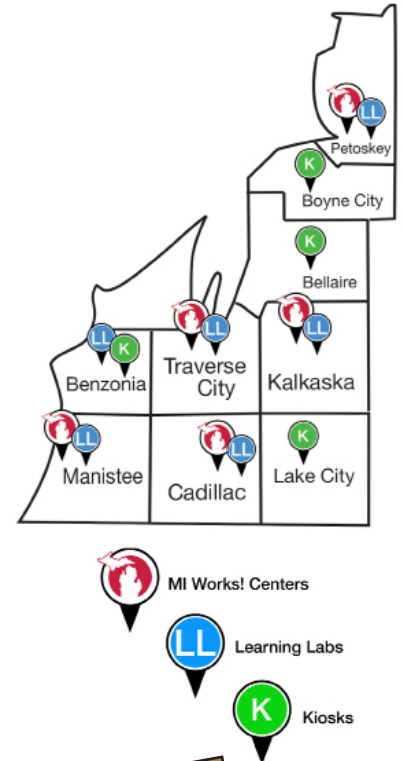 LL
Petoskey
K
Boyne City
K
Bellaire
LL
LL
LL
K
Traverse
City
Benzonia
Kalkaska
LL
LL
K
Manistee
Cadillac
Lake City
MI Works! Centers
LL
Learning Labs
K
Kiosks